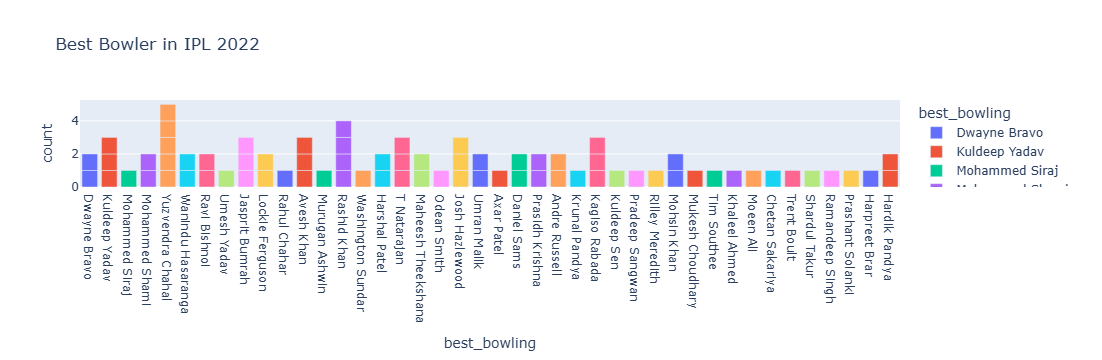 Best Bowler in IPL 2022
count
4
2
0
Dwayne Bravo
Kuldeep Yadav
Mohammed Siraj
Mohammed Shami
Yuzvendra Chahal
Wanindu Hasaranga
Ravi Bishnoi
Umesh Yadav
Jasprit Bumrah
Lockie Ferguson
Rahul Chahar
Avesh Khan
Murugan Ashwin
Rashid Khan
Washington Sundar
Harshal Patel
T Natarajan
Maheesh Theekshana
Odean Smith
Josh Hazlewood
Umran Malik
Axar Patel
Daniel Sams
Prasidh Krishna
Andre Russell
Krunal Pandya
Kagiso Rabada
Kuldeep Sen
Pradeep Sangwan
Riley Meredith
Mohsin Khan
Mukesh Choudhary
Tim Southee
Khaleel Ahmed
Moeen Ali
Chetan Sakariya
Trent Boult
Shardul Takur
Ramandeep Singh
Prashant Solanki
Harpreet Brar
Hardik Pandya
best_bowling
best_bowling
Dwayne Bravo
Kuldeep Yadav
Mohammed Siraj